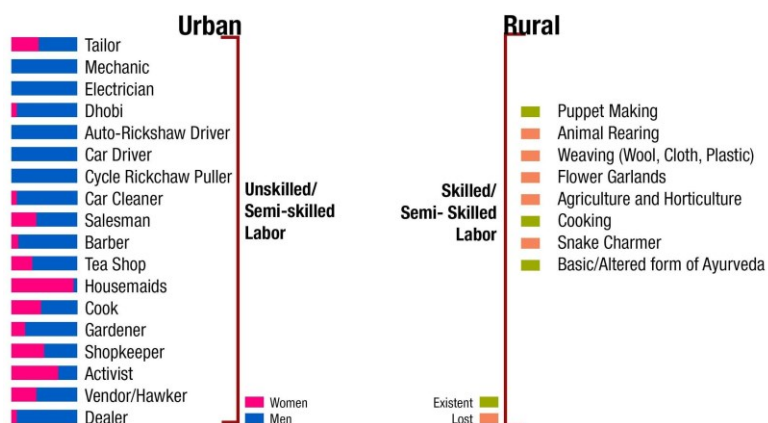 Urban
Tailor
Mechanic
Electrician
Dhobi
Auto-Rickshaw Driver
Car Driver
Cycle Rickchaw Puller
Car Cleaner
Salesman
Barber
Tea Shop
Housemaids
Cook
Gardener
Shopkeeper
Activist
Vendor/Hawker
Dealer
Unskilled/
Semi-skilled
Labor
Women
Men
Rural
Skilled/
Semi- Skilled
Labor
Puppet Making
Animal Rearing
Weaving (Wool, Cloth, Plastic)
Flower Garlands
Agriculture and Horticulture
Cooking
Snake Charmer
Basic/Altered form of Ayurveda
Existent
Lost